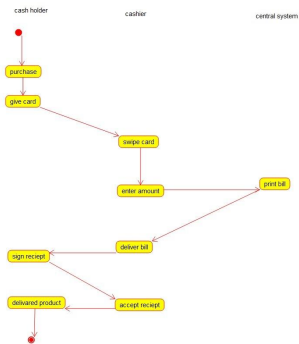 cash holder
cashier
central system
purchase
give card
swipe card
enter amount
print bill
deliver bill
sign reciept
delivared product
accept reciept